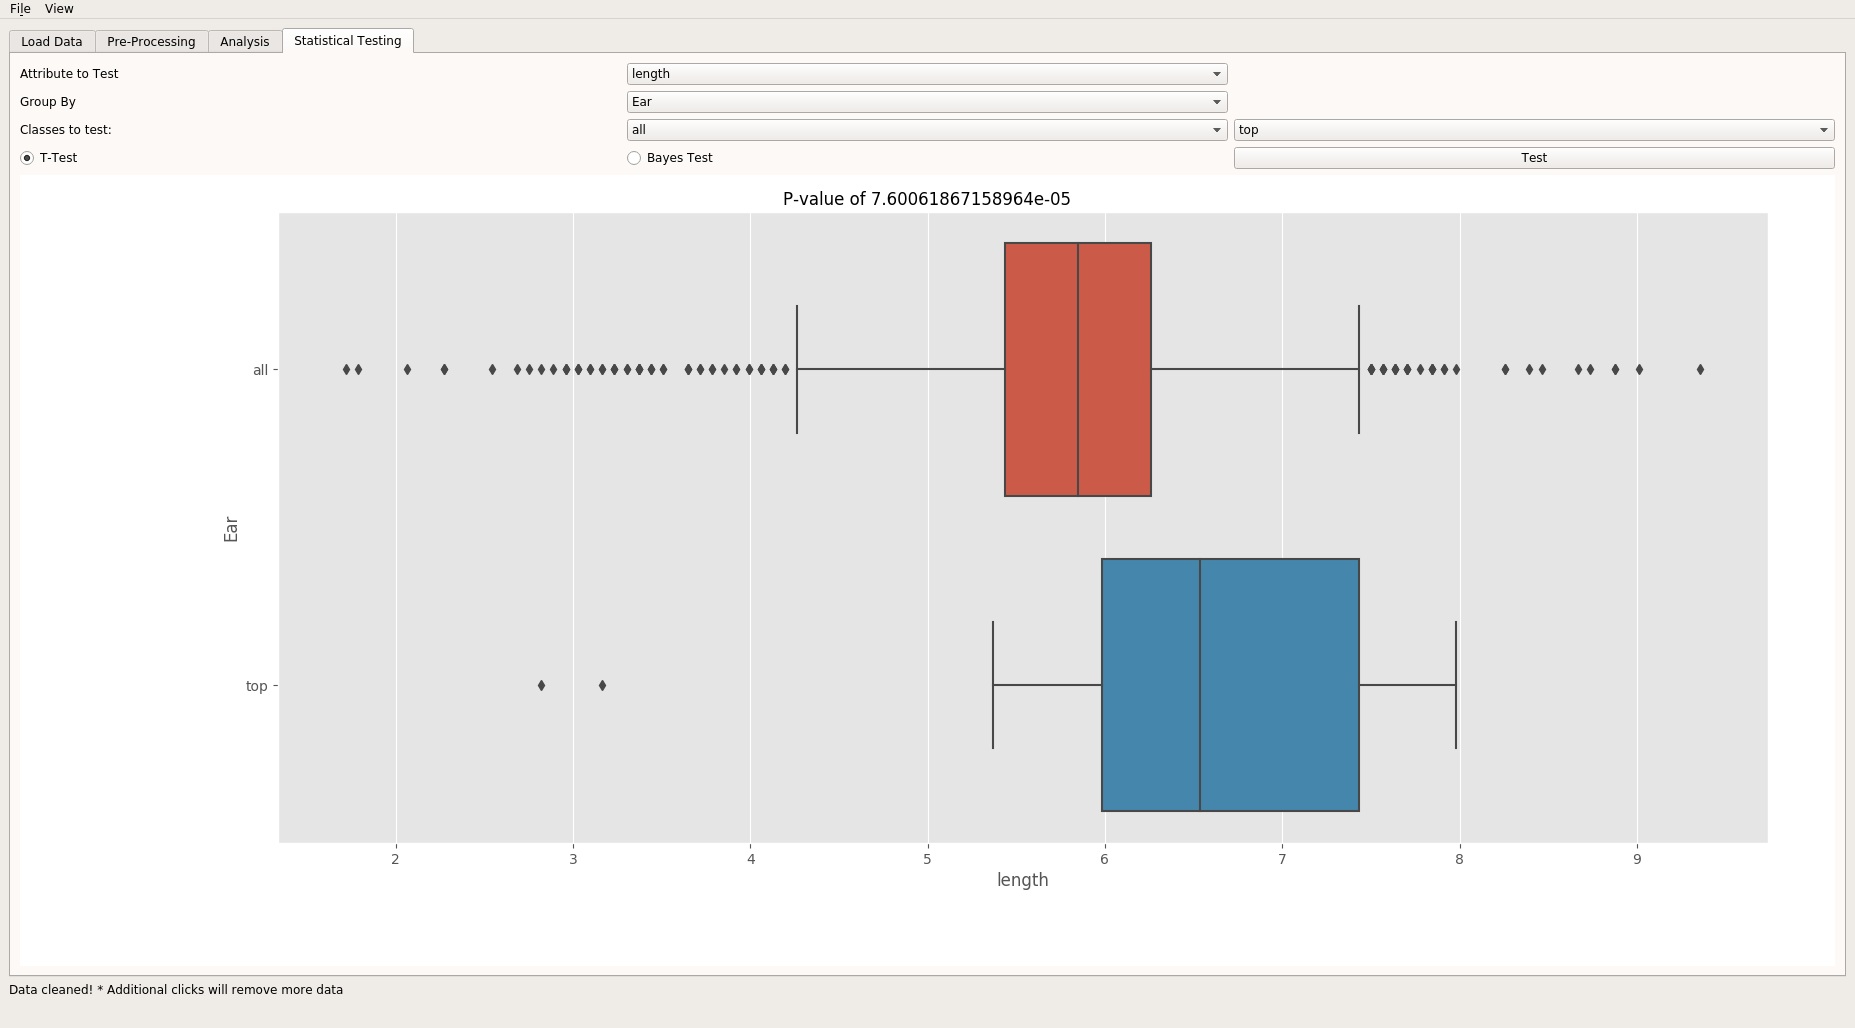 File View
Load Data Pre-Processing Analysis Statistical Testing
Attribute to Test length
Group By Ear
Classes to test: all top
T-Test Bayes Test Test
P-value of 7.60061867158964e-05
all
Ear
top
2 3 4 5 6 7 8 9
length
Data cleaned! * Additional clicks will remove more data